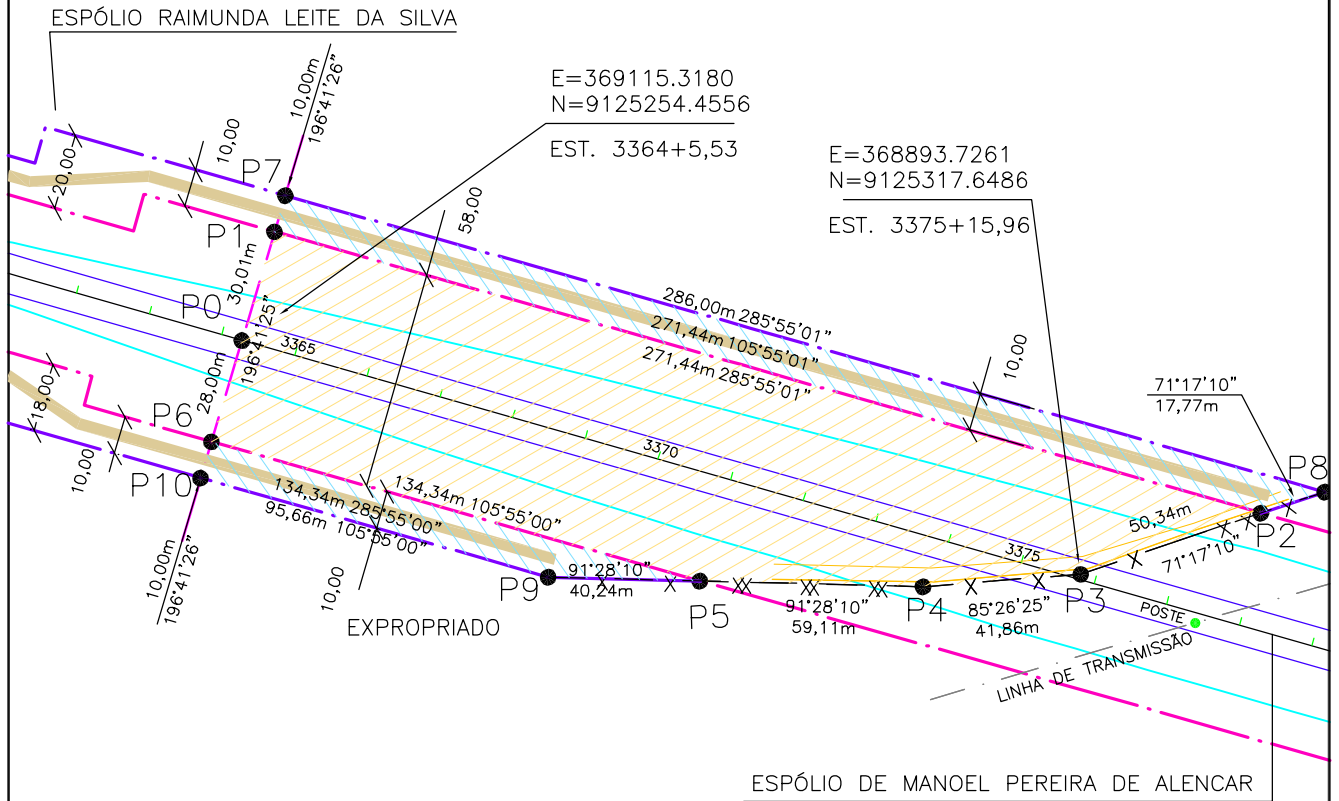 ESPÓLIO RAIMUNDA LEITE DA SILVA
10,00m
196°41'26"
E=369115.3180
N=9125254.4556
EST. 3364+5,53
E=368893.7261
N=9125317.6486
EST. 3375+15,96
20,00
10,00
P7
58,00
P1
30,01m
196°41'25"
P0
3365
286,00m 285°55'01"
271,44m 105°55'01"
271,44m 285°55'01"
10,00
71°17'10"
17,77m
28,00m
P6
18,00
10,00
P10
134,34m 285°55'00"
134,34m 105°55'00"
95,66m 105°55'00"
3370
P8
50,34m
P2
71°17'10"
3375
10,00m
196°41'26"
10,00
P9
91°28'10"
40,24m
P5
91°28'10"
59,11m
P4
85°26'25"
41,86m
P3
POSTE
LINHA DE TRANSMISSÃO
EXPROPRIADO
ESPÓLIO DE MANOEL PEREIRA DE ALENCAR